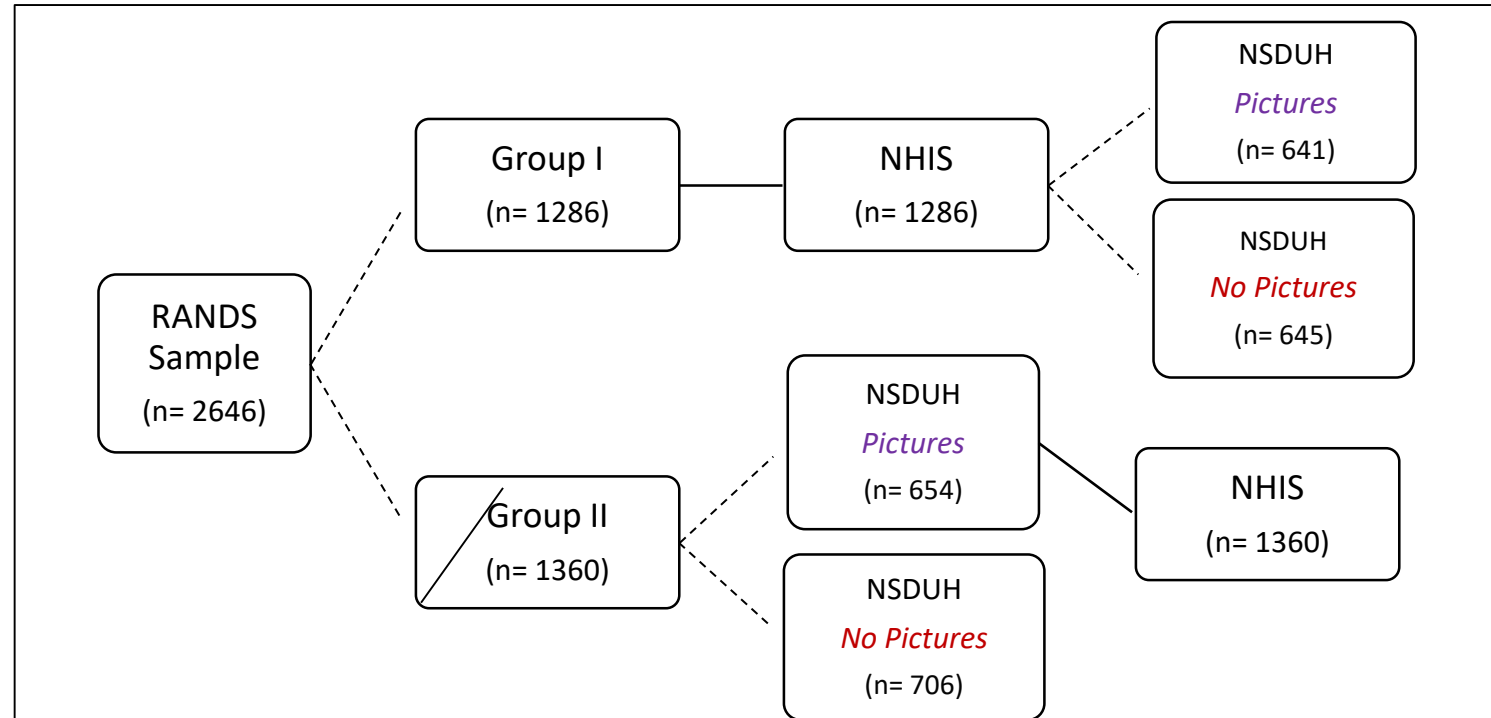 RANDS
Sample
(n= 2646)
Group I
(n= 1286)
NHIS
(n= 1286)
NSDUH
Pictures
(n= 641)
NSDUH
No Pictures
(n= 645)
Group II
(n= 1360)
NSDUH
Pictures
(n= 654)
NSDUH
No Pictures
(n= 706)
NHIS
(n= 1360)